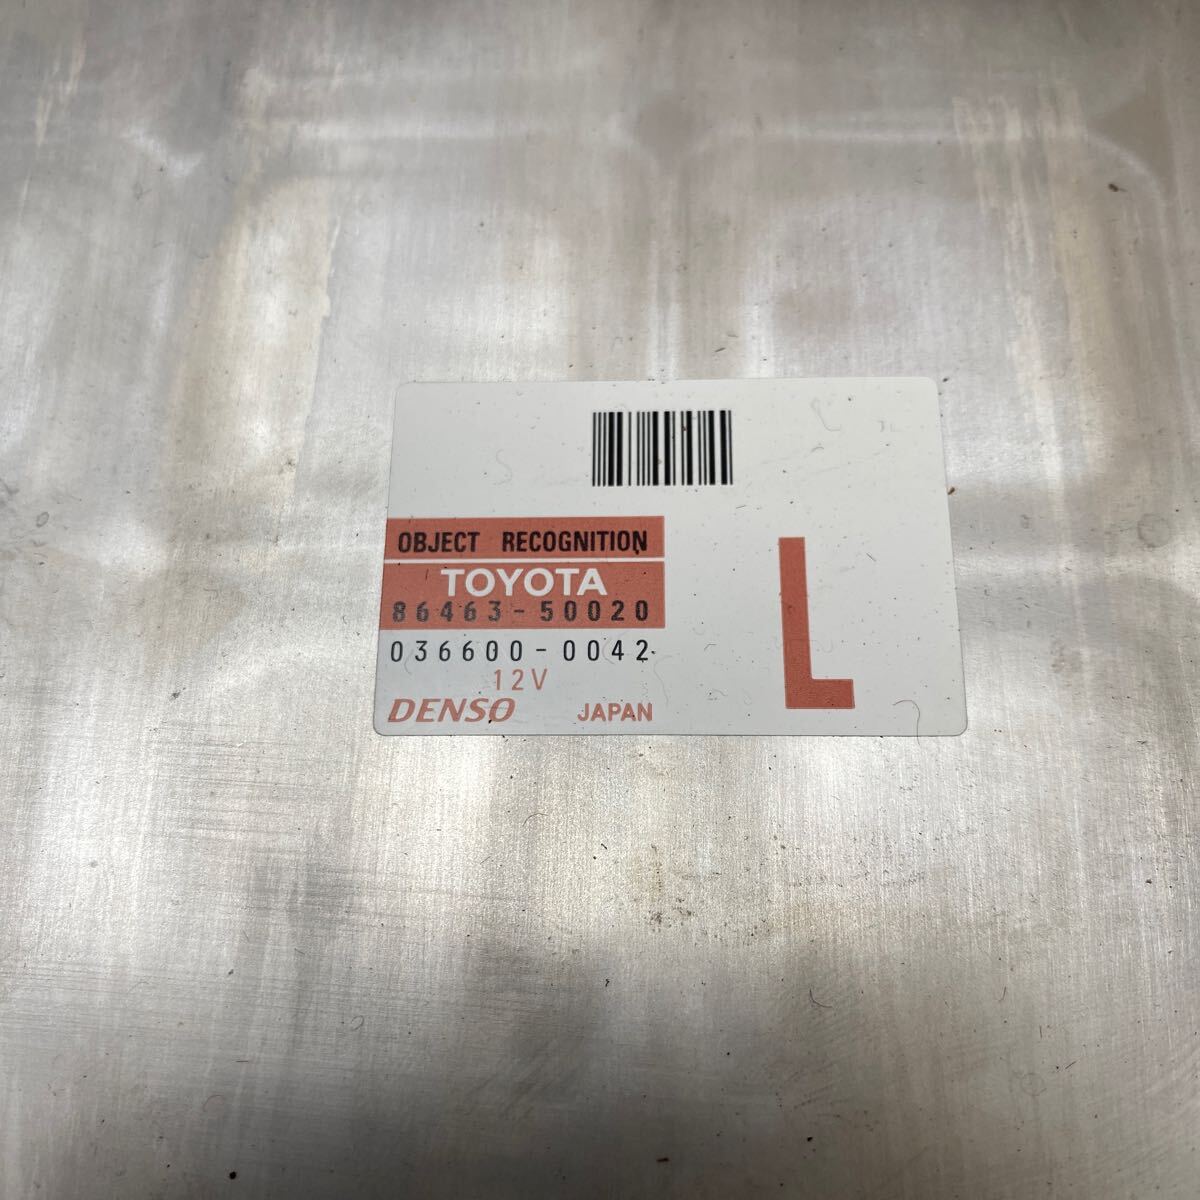 OBJECT RECOGNITION
TOYOTA
86463-50020
036600-0042
12V
DENSO JAPAN
L